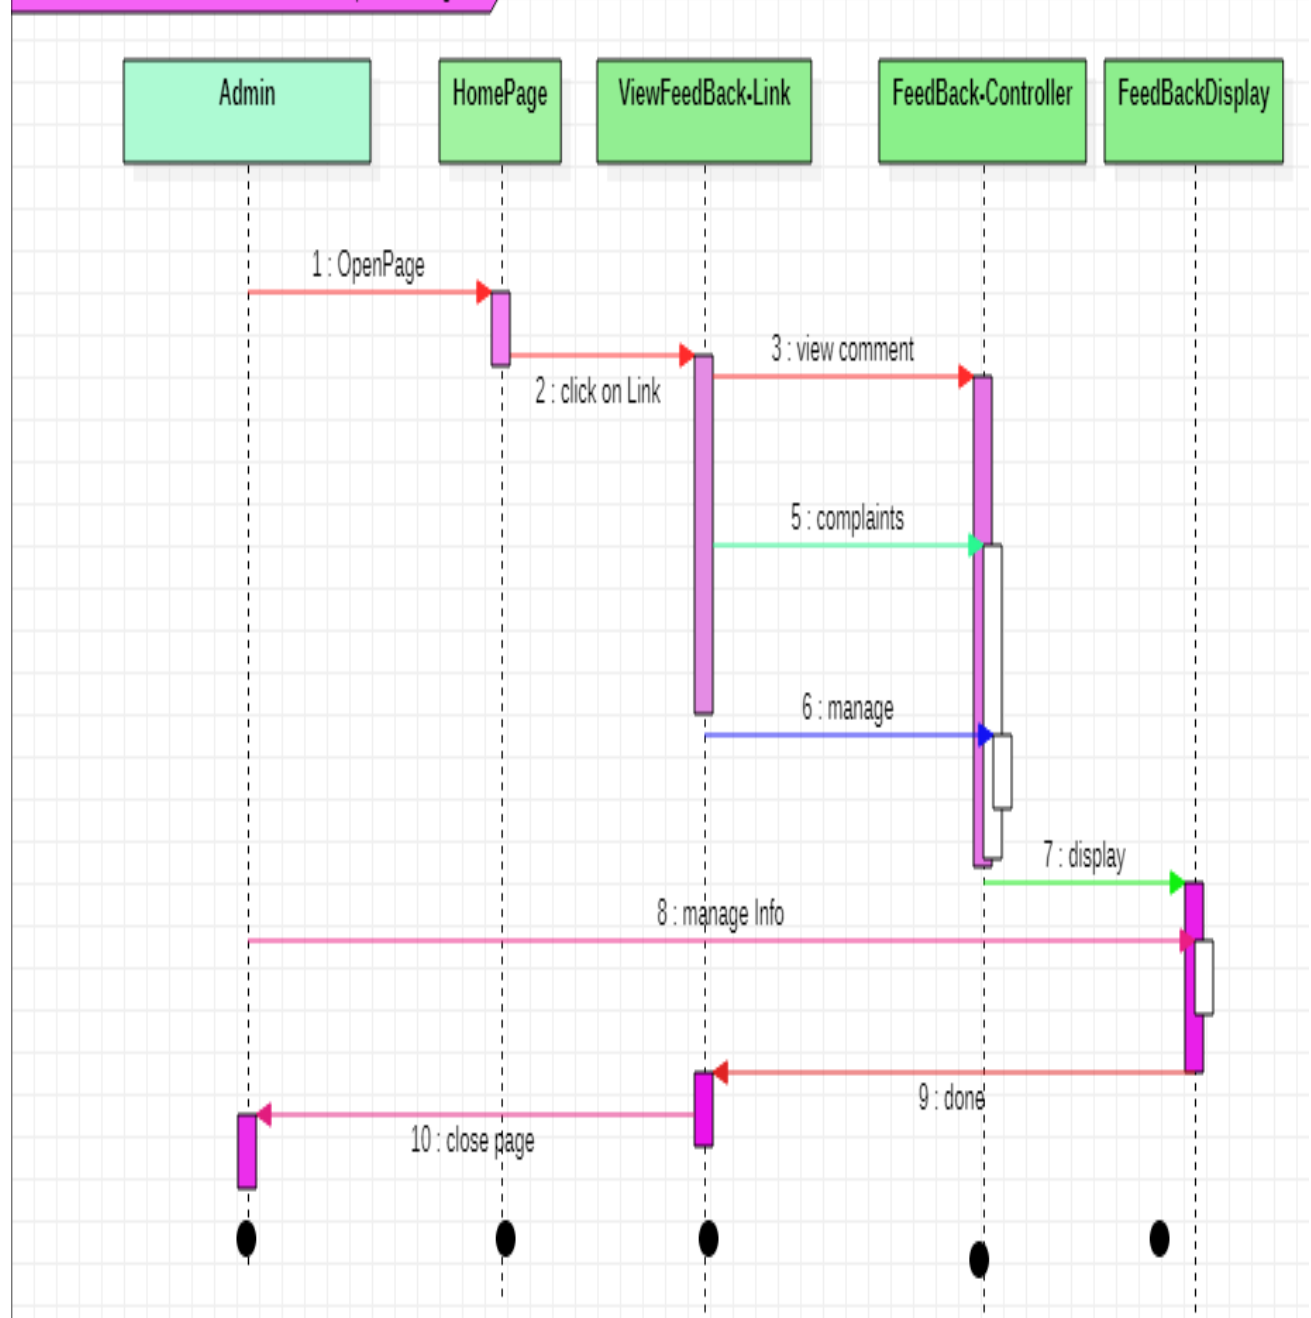 Admin
HomePage
ViewFeedBack-Link
FeedBack-Controller
FeedBackDisplay
1 : OpenPage
2 : click on Link
3 : view comment
5 : complaints
6 : manage
7 : display
8 : manage Info
9 : done
10 : close page